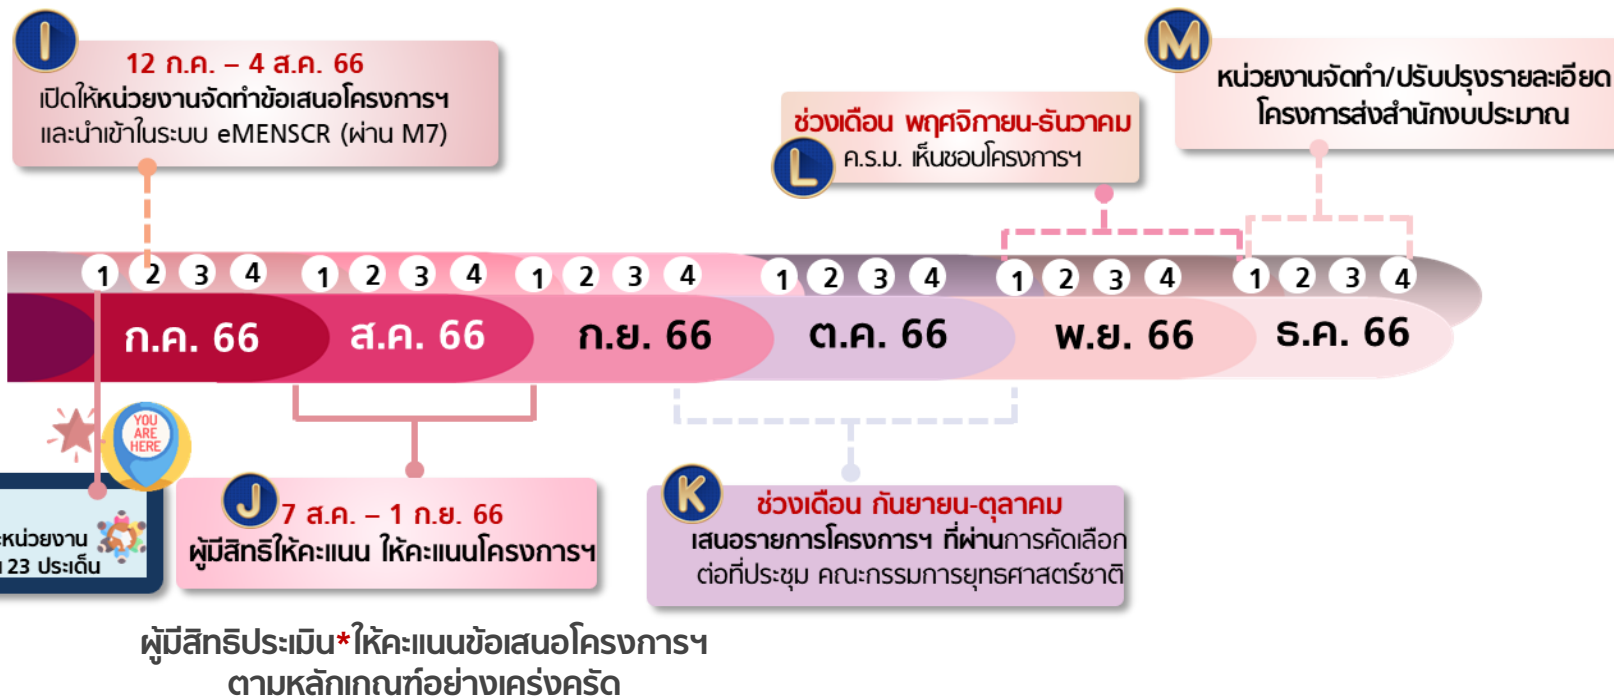 I
12 ก.ค. – 4 ส.ค. 66
เปิดให้หน่วยงานจัดทำข้อเสนอโครงการฯ
และนำเข้าในระบบ eMENSCR (ผ่าน M7)
L
ช่วงเดือน พฤศจิกายน-ธันวาคม
ค.ร.ม. เห็นชอบโครงการฯ
M
หน่วยงานจัดทำ/ปรับปรุงรายละเอียด
โครงการส่งสำนักงบประมาณ
1 2 3 4 1 2 3 4 1 2 3 4 1 2 3 4 1 2 3 4 1 2 3 4
ก.ค. 66 ส.ค. 66 ก.ย. 66 ต.ค. 66 พ.ย. 66 ธ.ค. 66
YOU
ARE
HERE
หน่วยงาน
23 ประเด็น
J
7 ส.ค. – 1 ก.ย. 66
ผู้มีสิทธิให้คะแนน ให้คะแนนโครงการฯ
K
ช่วงเดือน กันยายน-ตุลาคม
เสนอรายการโครงการฯ ที่ผ่านการคัดเลือก
ต่อที่ประชุม คณะกรรมการยุทธศาสตร์ชาติ
ผู้มีสิทธิประเมิน*ให้คะแนนข้อเสนอโครงการฯ
ตามหลักเกณฑ์อย่างเคร่งครัด